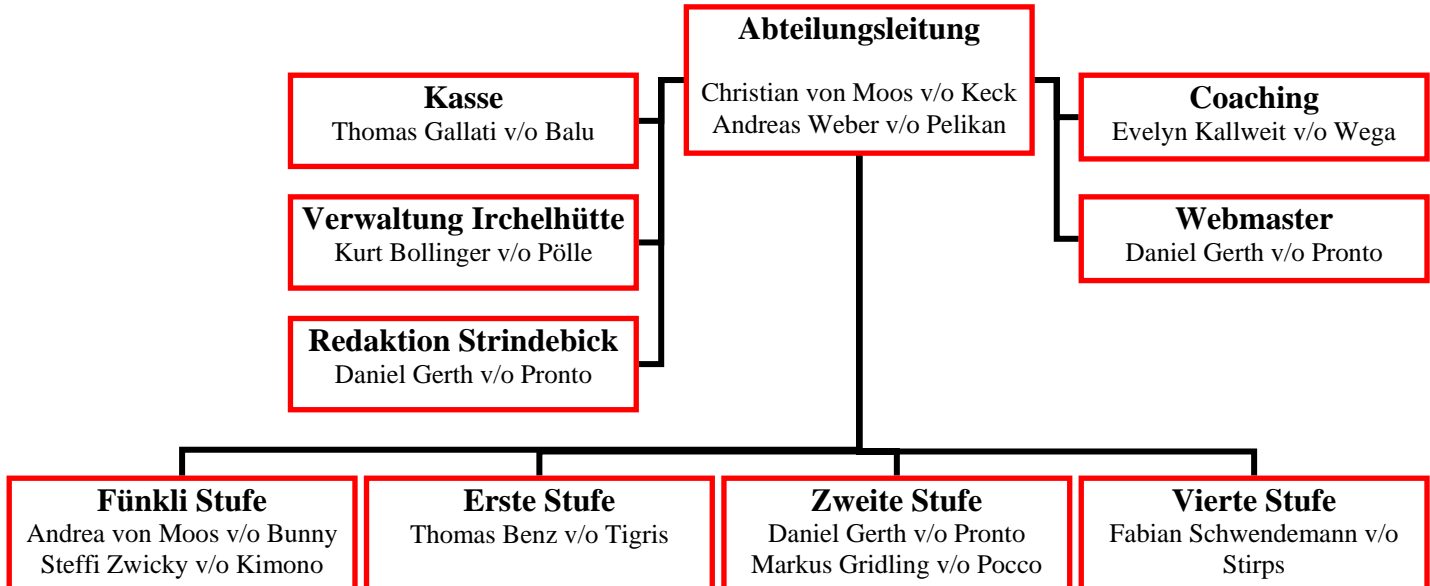 Abteilungsleitung
Christian von Moos v/o Keck
Andreas Weber v/o Pelikan
Kasse
Thomas Gallati v/o Balu
Verwaltung Irchelhütte
Kurt Bollinger v/o Pölle
Redaktion Strindebick
Daniel Gerth v/o Pronto
Coaching
Evelyn Kallweit v/o Wega
Webmaster
Daniel Gerth v/o Pronto
Fünkli Stufe
Andrea von Moos v/o Bunny
Steffi Zwicky v/o Kimono
Erste Stufe
Thomas Benz v/o Tigris
Zweite Stufe
Daniel Gerth v/o Pronto
Markus Gridling v/o Pocco
Vierte Stufe
Fabian Schwendemann v/o
Stirps